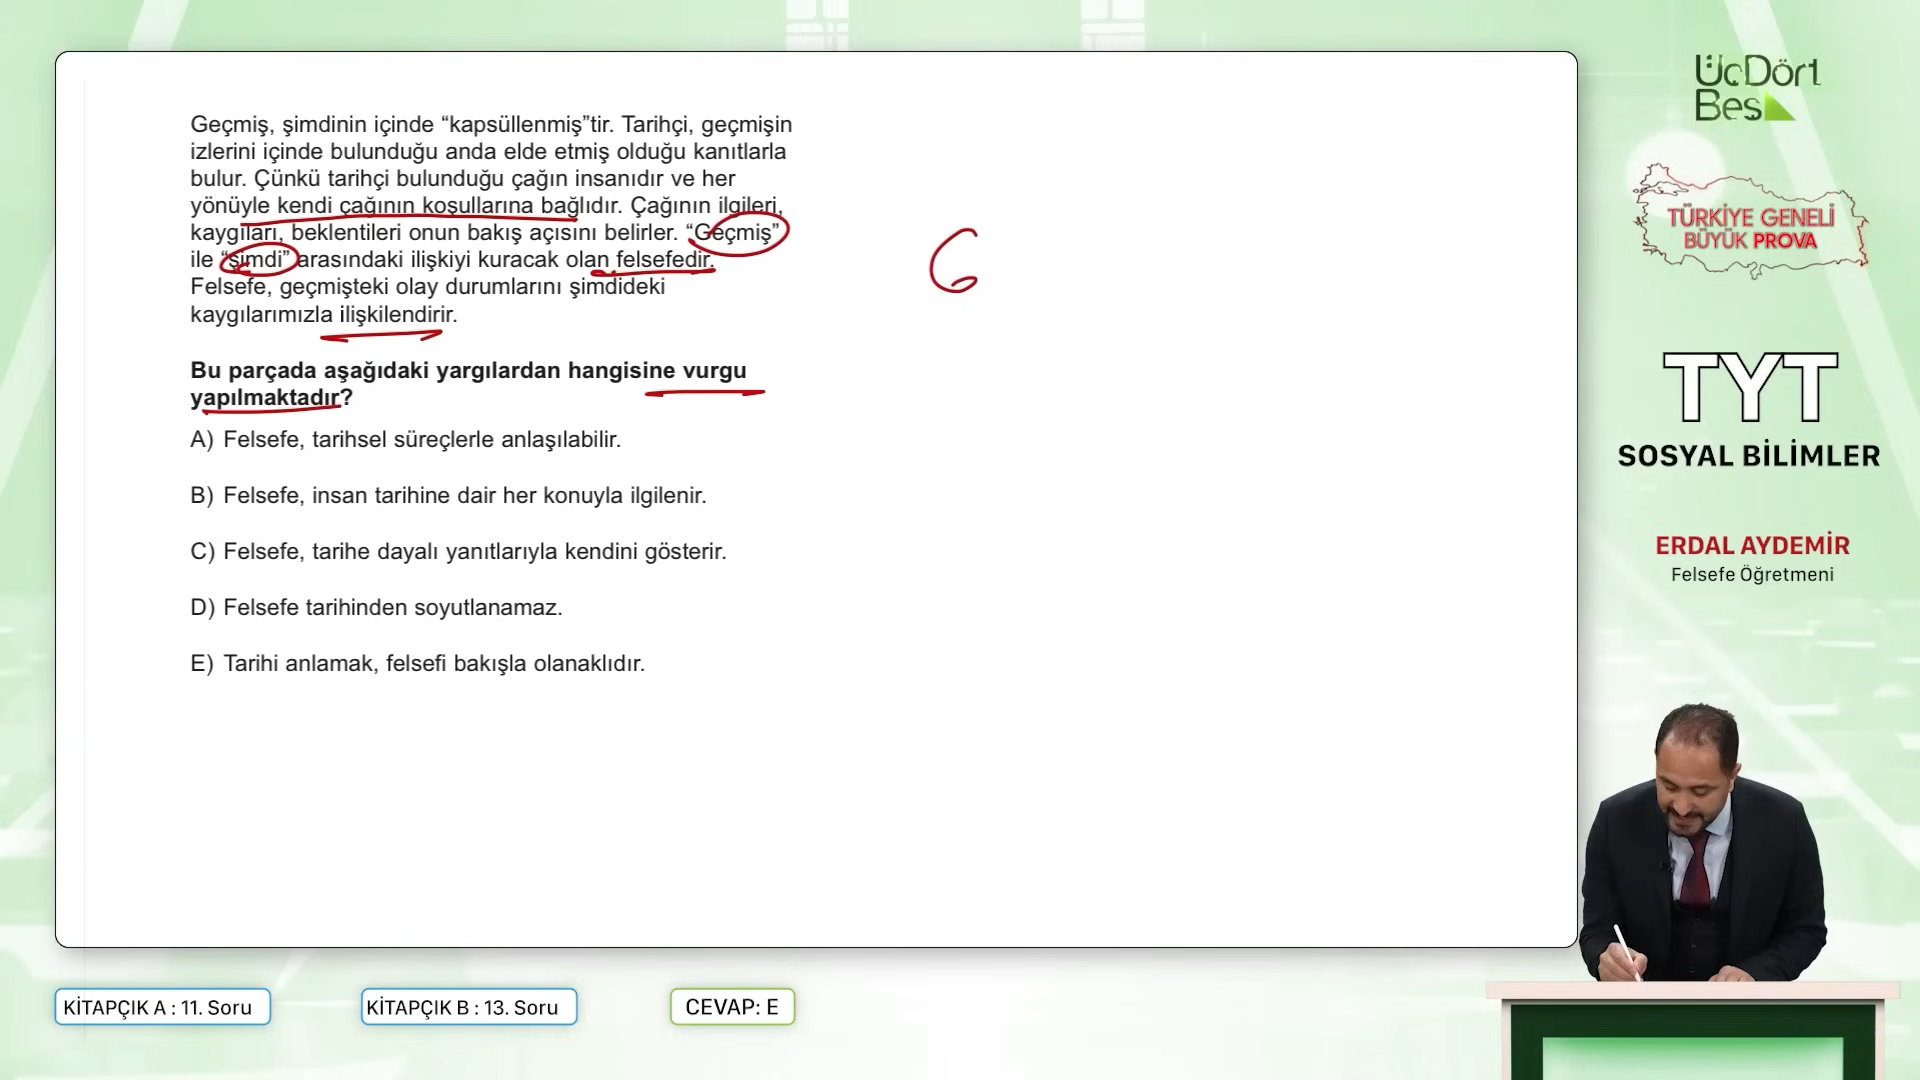 Geçmiş, şimdinin içinde “kapsüllenmiş”tir. Tarihçi, geçmişin
izlerini içinde bulunduğu anda elde etmiş olduğu kanıtlarla
bulur. Çünkü tarihçi bulunduğu çağın insanıdır ve her
yönüyle kendi çağının koşullarına bağlıdır. Çağının ilgileri,
kaygıları, beklentileri onun bakış açısını belirler. “Geçmiş”
ile “şimdi” arasındaki ilişkiyi kuracak olan felsefedir.
Felsefe, geçmişteki olay durumlarını şimdideki
kaygılarımızla ilişkilendirir.
Bu parçada aşağıdaki yargılardan hangisine vurgu
yapılmaktadır?
A) Felsefe, tarihsel süreçlerle anlaşılabilir.
B) Felsefe, insan tarihine dair her konuyla ilgilenir.
C) Felsefe, tarihe dayalı yanıtlarıyla kendini gösterir.
D) Felsefe tarihinden soyutlanamaz.
E) Tarihi anlamak, felsefi bakışla olanaklıdır.
ÜçDört
Beş
TÜRKİYE GENELİ
BÜYÜK PROVA
TYT
SOSYAL BİLİMLER
ERDAL AYDEMİR
Felsefe Öğretmeni
KİTAPÇIK A : 11. Soru
KİTAPÇIK B : 13. Soru
CEVAP: E